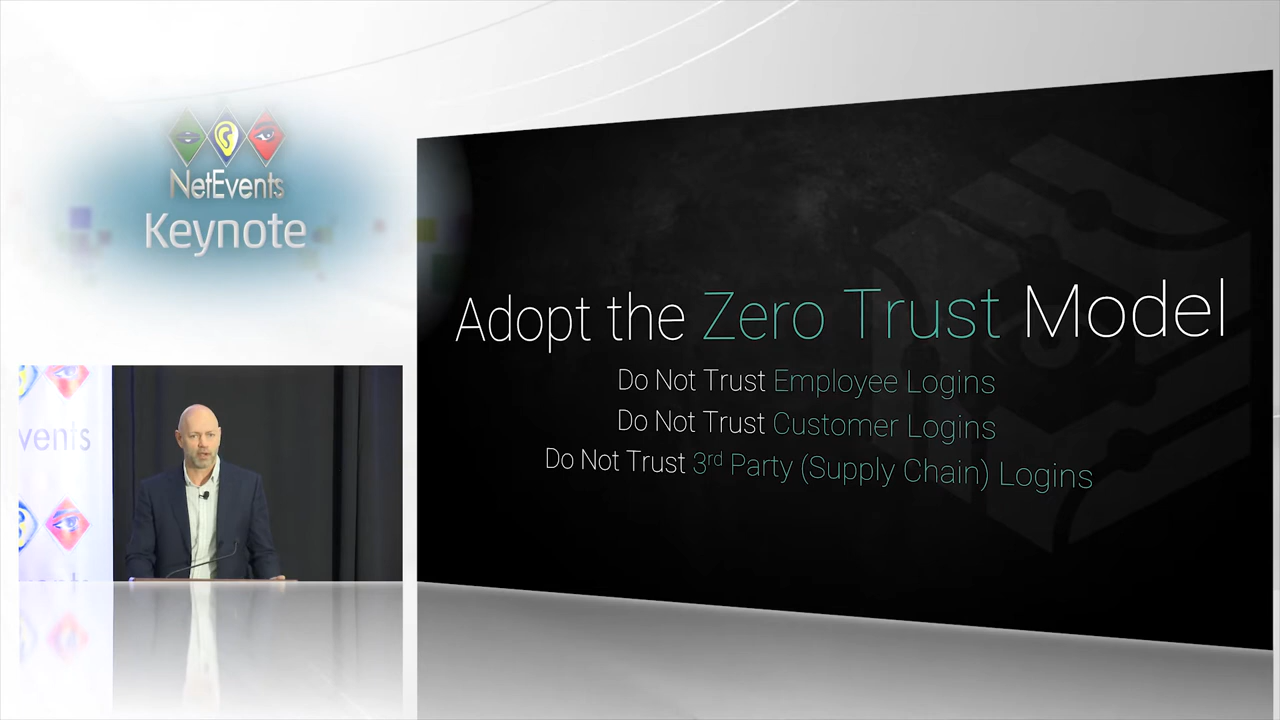 NetEvents
Keynote
Adopt the Zero Trust Model
Do Not Trust Employee Logins
Do Not Trust Customer Logins
Do Not Trust 3rd Party (Supply Chain) Logins
vents